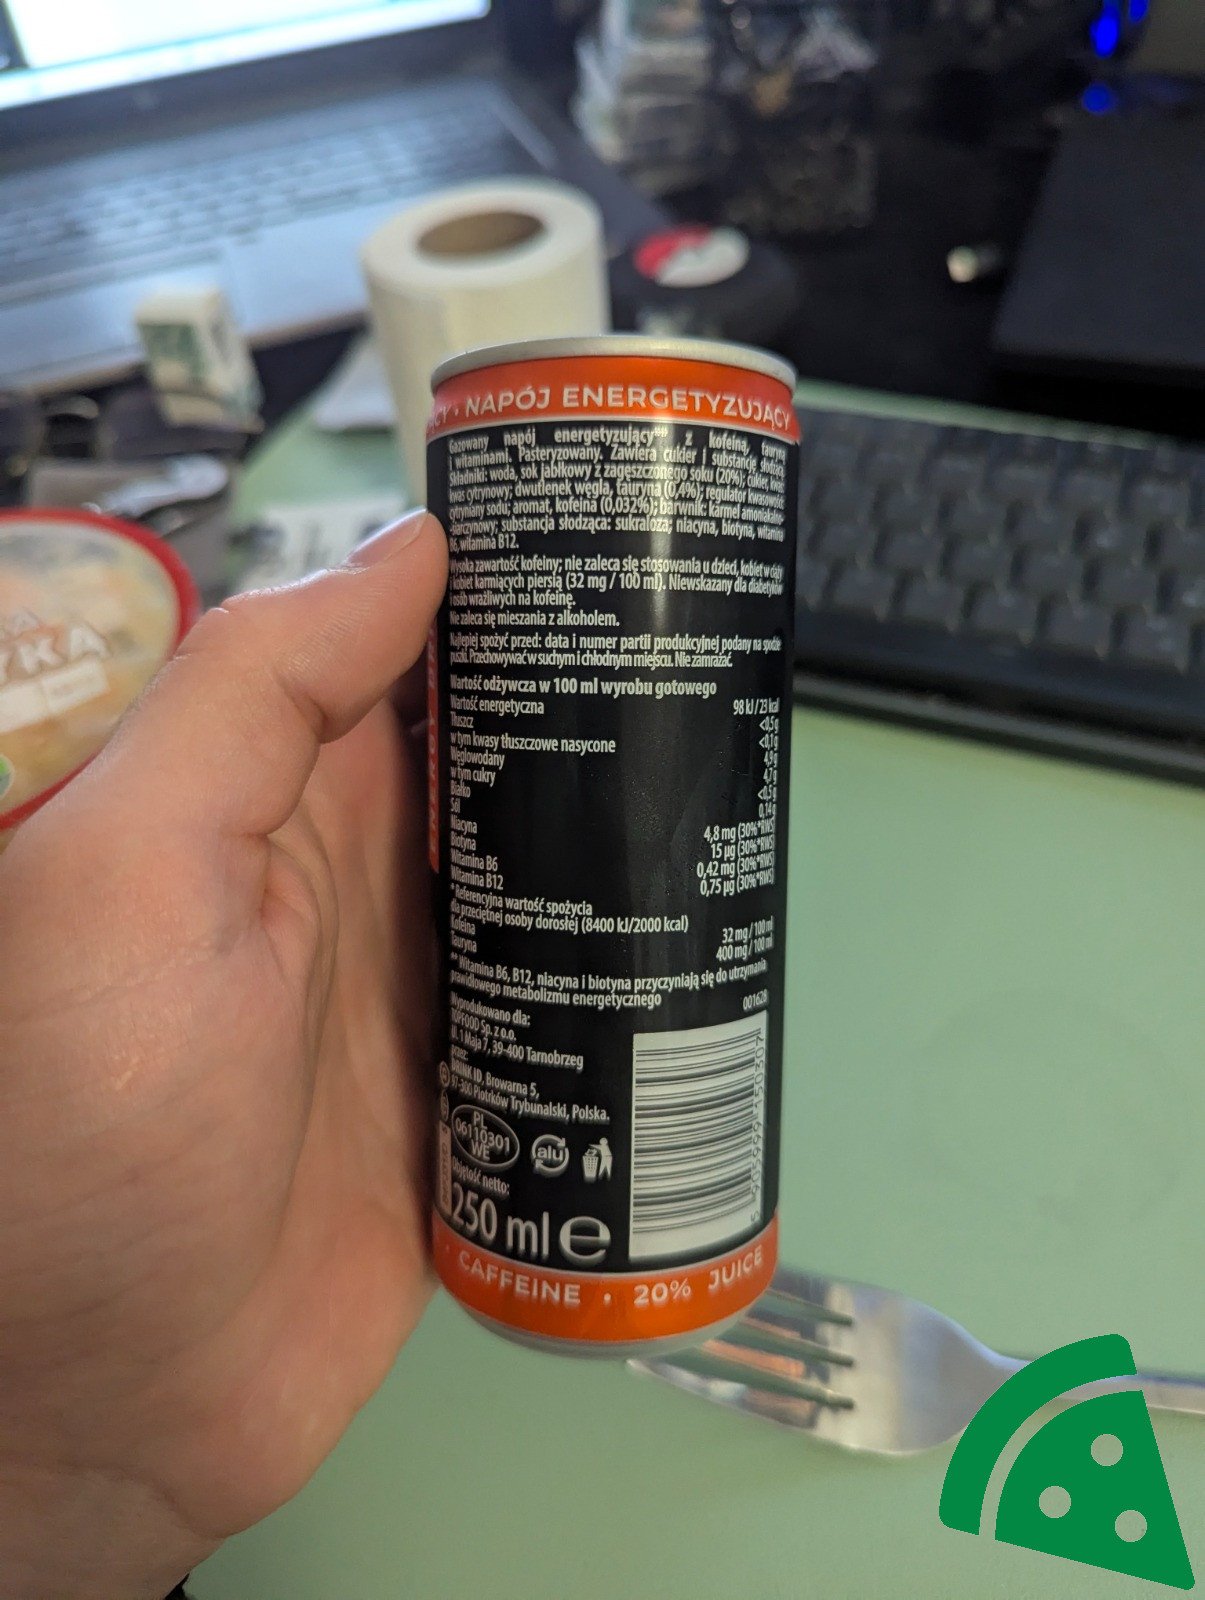 NAPÓJ ENERGETYZUJĄCY
Gazowany napój energetyzujący** z kofeiną, tauryną
i witaminami. Pasteryzowany. Zawiera cukier i substancję słodzącą.
Składniki: woda, sok jabłkowy z zagęszczonego soku (20%); cukier, kwas:
kwas cytrynowy; dwutlenek węgla, tauryna (0,4%); regulator kwasowości:
cytryniany sodu; aromat, kofeina (0,032%); barwnik: karmel amoniakalno-
-siarczynowy; substancja słodząca: sukraloza; niacyna, biotyna, witamina
B6, witamina B12.
Wysoka zawartość kofeiny; nie zaleca się stosowania u dzieci, kobiet w ciąży
i kobiet karmiących piersią (32 mg / 100 ml). Niewskazany dla diabetyków
i osób wrażliwych na kofeinę.
Nie zaleca się mieszania z alkoholem.
Najlepiej spożyć przed: data i numer partii produkcyjnej podany na spodzie
puszki. Przechowywać w suchym i chłodnym miejscu. Nie zamrażać.
Wartość odżywcza w 100 ml wyrobu gotowego
Wartość energetyczna 98 kJ / 23 kcal
Tłuszcz <0,5 g
w tym kwasy tłuszczowe nasycone <0,1 g
Węglowodany 4,9 g
w tym cukry 4,7 g
Białko <0,5 g
Sól 0,14 g
Niacyna 4,8 mg (30%*RWS)
Biotyna 15 µg (30%*RWS)
Witamina B6 0,42 mg (30%*RWS)
Witamina B12 0,75 µg (30%*RWS)
* Referencyjna wartość spożycia
dla przeciętnej osoby dorosłej (8400 kJ/2000 kcal)
Kofeina 32 mg / 100 ml
Tauryna 400 mg / 100 ml
** Witamina B6, B12, niacyna i biotyna przyczyniają się do utrzymania
prawidłowego metabolizmu energetycznego
001628
Wyprodukowano dla:
TOPFOOD Sp. z o.o.
ul. 1 Maja 7, 39-400 Tarnobrzeg
przez:
DRINK ID, Browarna 5,
97-300 Piotrków Trybunalski, Polska.
PL
06110301
WE
alu
Objętość netto:
250 ml e
CAFFEINE • 20% JUICE